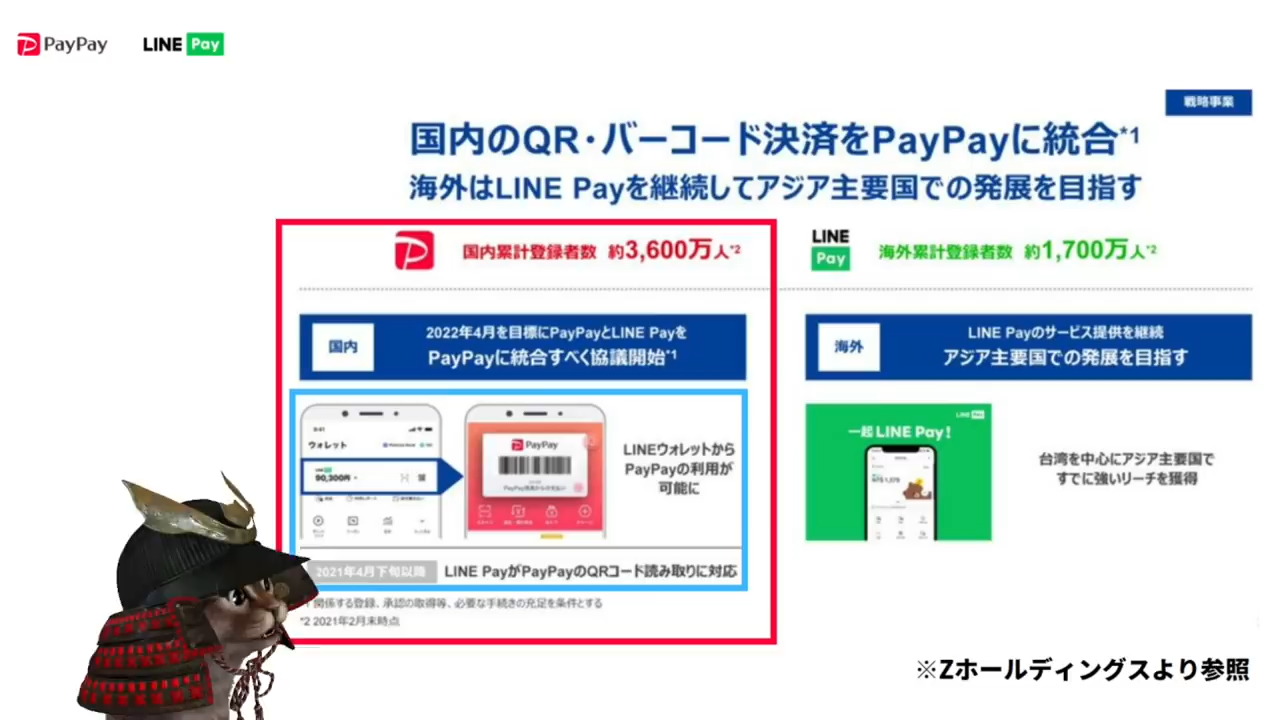 PayPay LINE Pay
戦略事業
国内のQR・バーコード決済をPayPayに統合*1
海外はLINE Payを継続してアジア主要国での発展を目指す
国内累計登録者数 約3,600万人*2
LINE Pay 海外累計登録者数 約1,700万人*2
国内
2022年4月を目標にPayPayとLINE Payを
PayPayに統合すべく協議開始*1
海外
LINE Payのサービス提供を継続
アジア主要国での発展を目指す
9:41
ウォレット
90,300円
PayPay
LINEウォレットから
PayPayの利用が
可能に
LINE Pay
一起 LINE Pay!
台湾を中心にアジア主要国で
すでに強いリーチを獲得
2021年4月下旬以降 LINE PayがPayPayのQRコード読み取りに対応
関係する登録、承認の取得等、必要な手続きの充足を条件とする
*2 2021年2月末時点
※Zホールディングスより参照